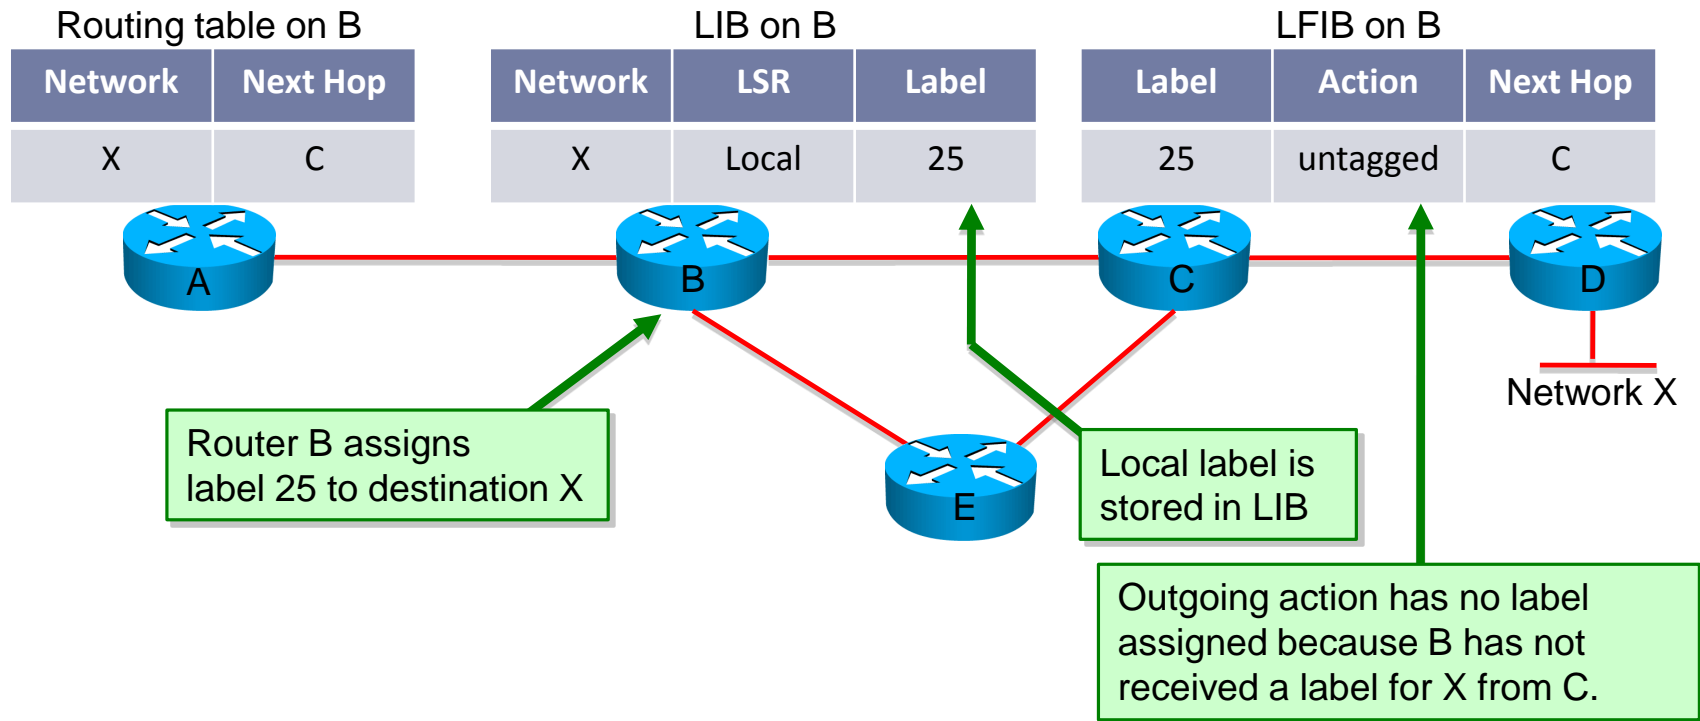 Routing table on B
LIB on B
LFIB on B
Network Next Hop
X C
Network LSR Label
X Local 25
Label Action Next Hop
25 untagged C
A
B
C
D
E
Network X
Router B assigns
label 25 to destination X
Local label is
stored in LIB
Outgoing action has no label
assigned because B has not
received a label for X from C.